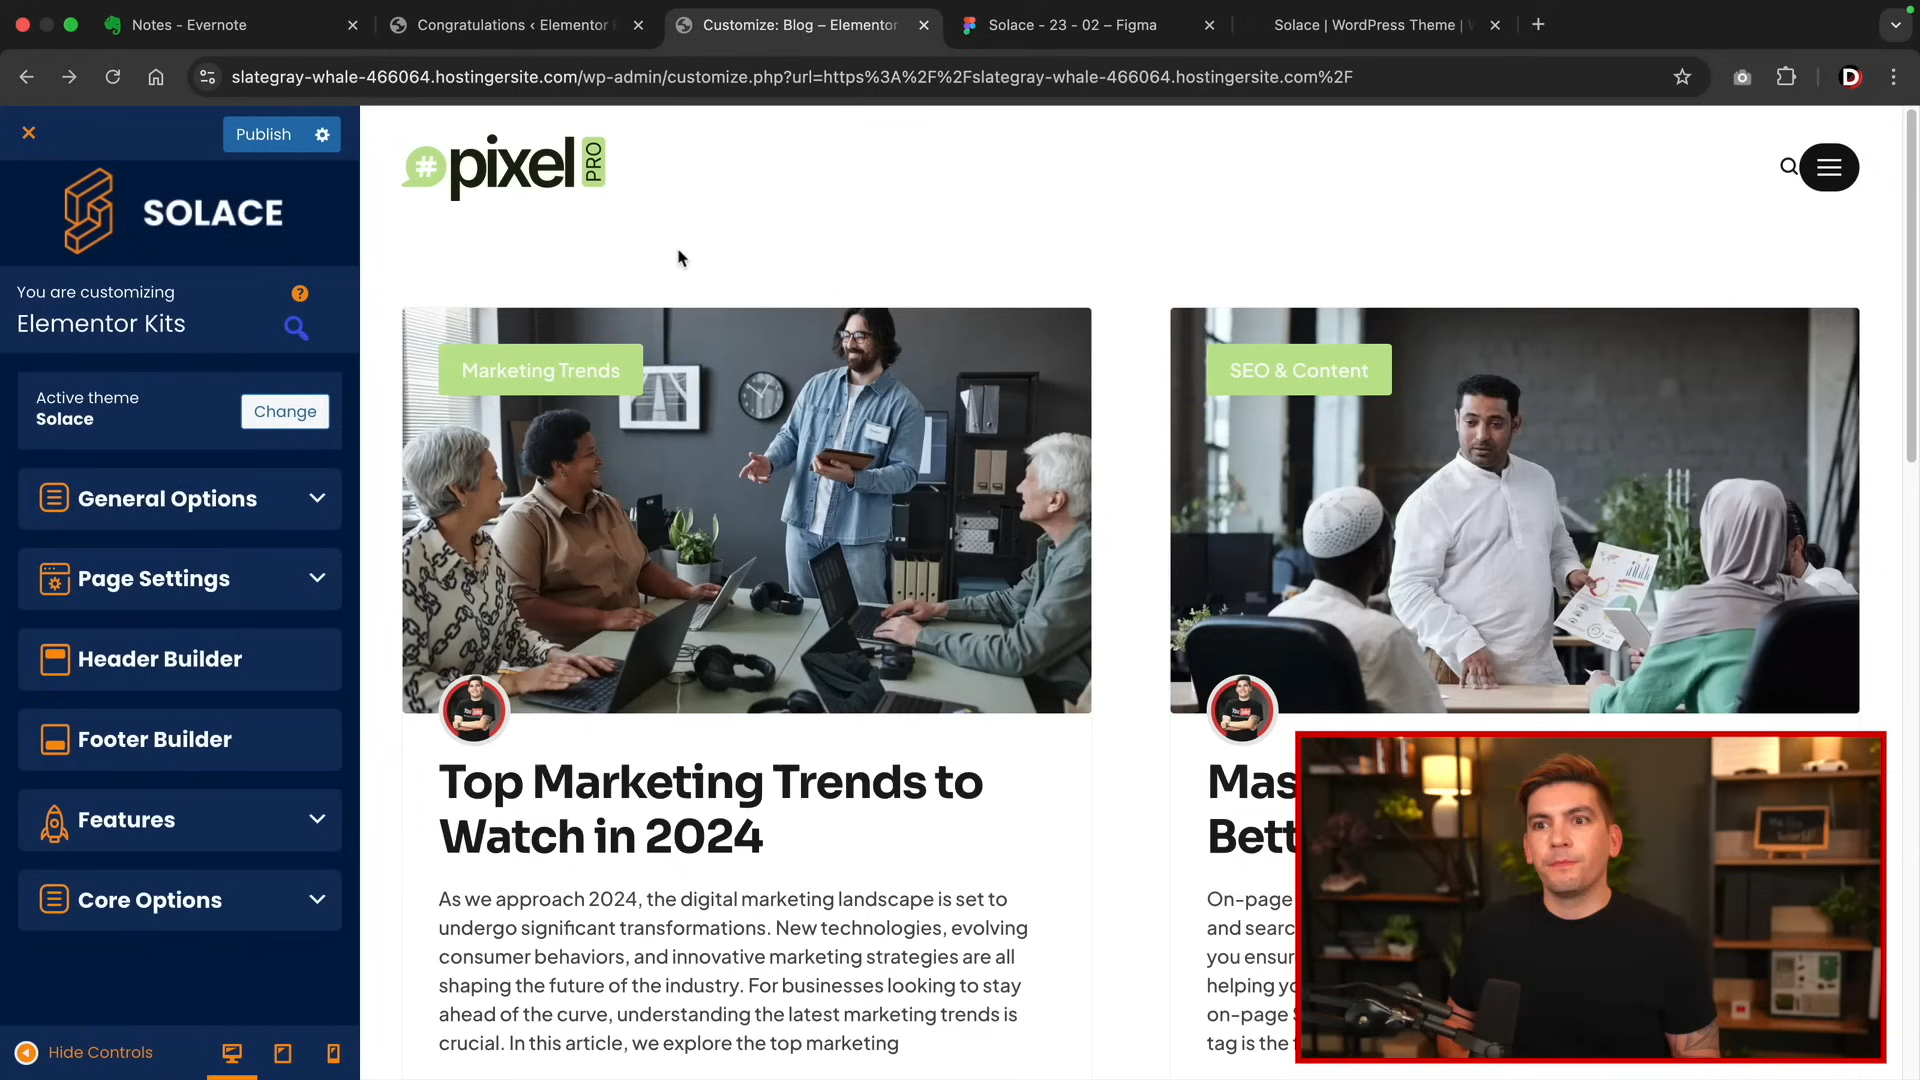 Notes - Evernote
Congratulations ‹ Elementor
Customize: Blog – Elementor
Solace - 23 - 02 – Figma
Solace | WordPress Theme |
slategray-whale-466064.hostingersite.com/wp-admin/customize.php?url=https%3A%2F%2Fslategray-whale-466064.hostingersite.com%2F
D
Publish
SOLACE
You are customizing
?
Elementor Kits
Active theme
Solace
Change
General Options
Page Settings
Header Builder
Footer Builder
Features
Core Options
Hide Controls
#pixel
PRO
Marketing Trends
Top Marketing Trends to
Watch in 2024
As we approach 2024, the digital marketing landscape is set to
undergo significant transformations. New technologies, evolving
consumer behaviors, and innovative marketing strategies are all
shaping the future of the industry. For businesses looking to stay
ahead of the curve, understanding the latest marketing trends is
crucial. In this article, we explore the top marketing
SEO & Content
Mas
Bett
On-page
and searc
you ensur
helping yo
on-page S
tag is the f